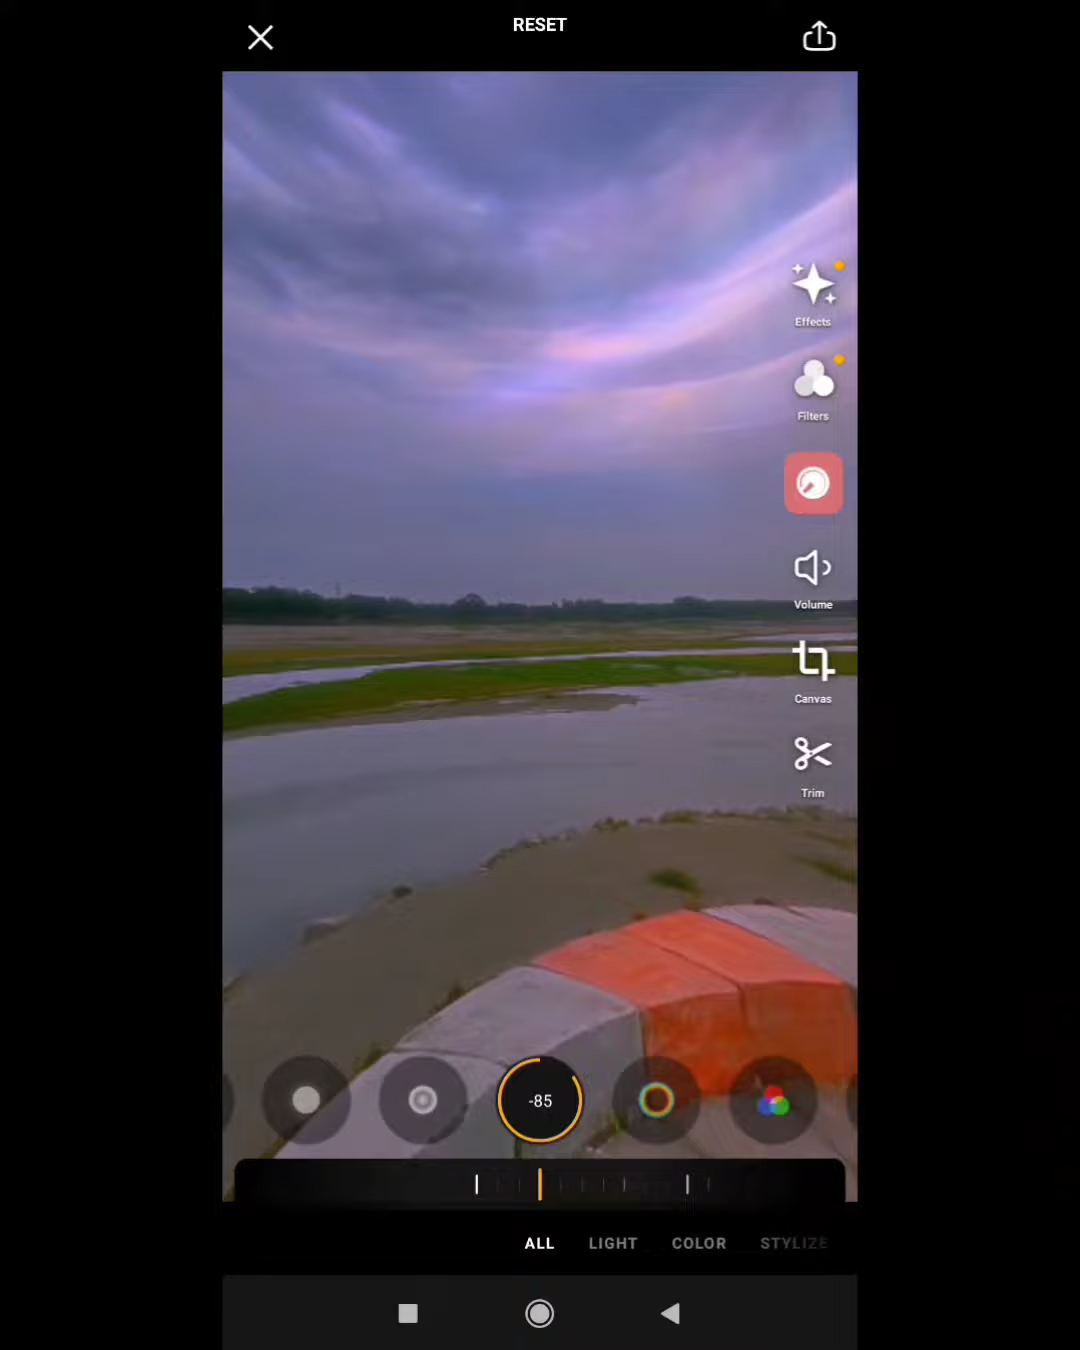 RESET
Effects
Filters
Volume
Canvas
Trim
-85
ALL LIGHT COLOR STYLIZE